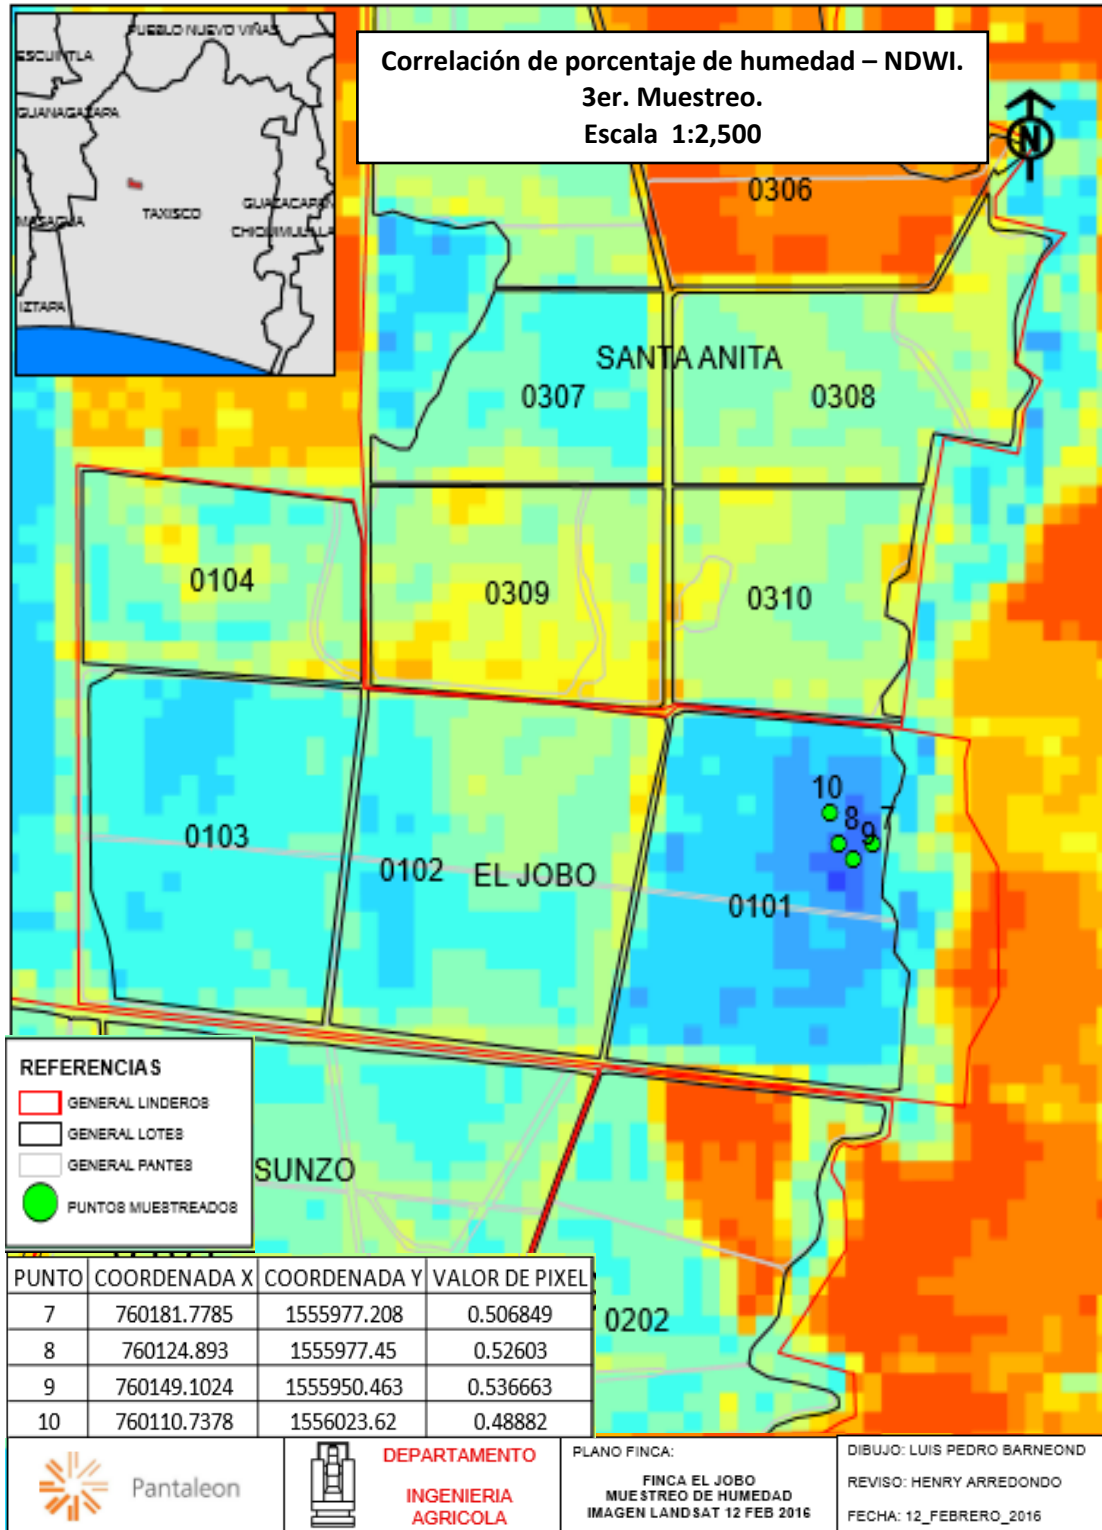 Correlación de porcentaje de humedad – NDWI.
3er. Muestreo.
Escala 1:2,500
PUEBLO NUEVO VIÑAS
ESCUINTLA
GUANAGAZAPA
MASAGUA
TAXISCO
GUAZACAPAN
CHIQUIMULILLA
IZTAPA
N
0306
SANTA ANITA
0307
0308
0104
0309
0310
10
8
7
9
0103
0102
EL JOBO
0101
REFERENCIAS
GENERAL LINDEROS
GENERAL LOTES
GENERAL PANTES
PUNTOS MUESTREADOS
SUNZO
0202
PUNTO COORDENADA X COORDENADA Y VALOR DE PIXEL
7 760181.7785 1555977.208 0.506849
8 760124.893 1555977.45 0.52603
9 760149.1024 1555950.463 0.536663
10 760110.7378 1556023.62 0.48882
Pantaleon
DEPARTAMENTO
INGENIERIA
AGRICOLA
PLANO FINCA:
FINCA EL JOBO
MUESTREO DE HUMEDAD
IMAGEN LANDSAT 12 FEB 2016
DIBUJO: LUIS PEDRO BARNEOND
REVISO: HENRY ARREDONDO
FECHA: 12_FEBRERO_2016